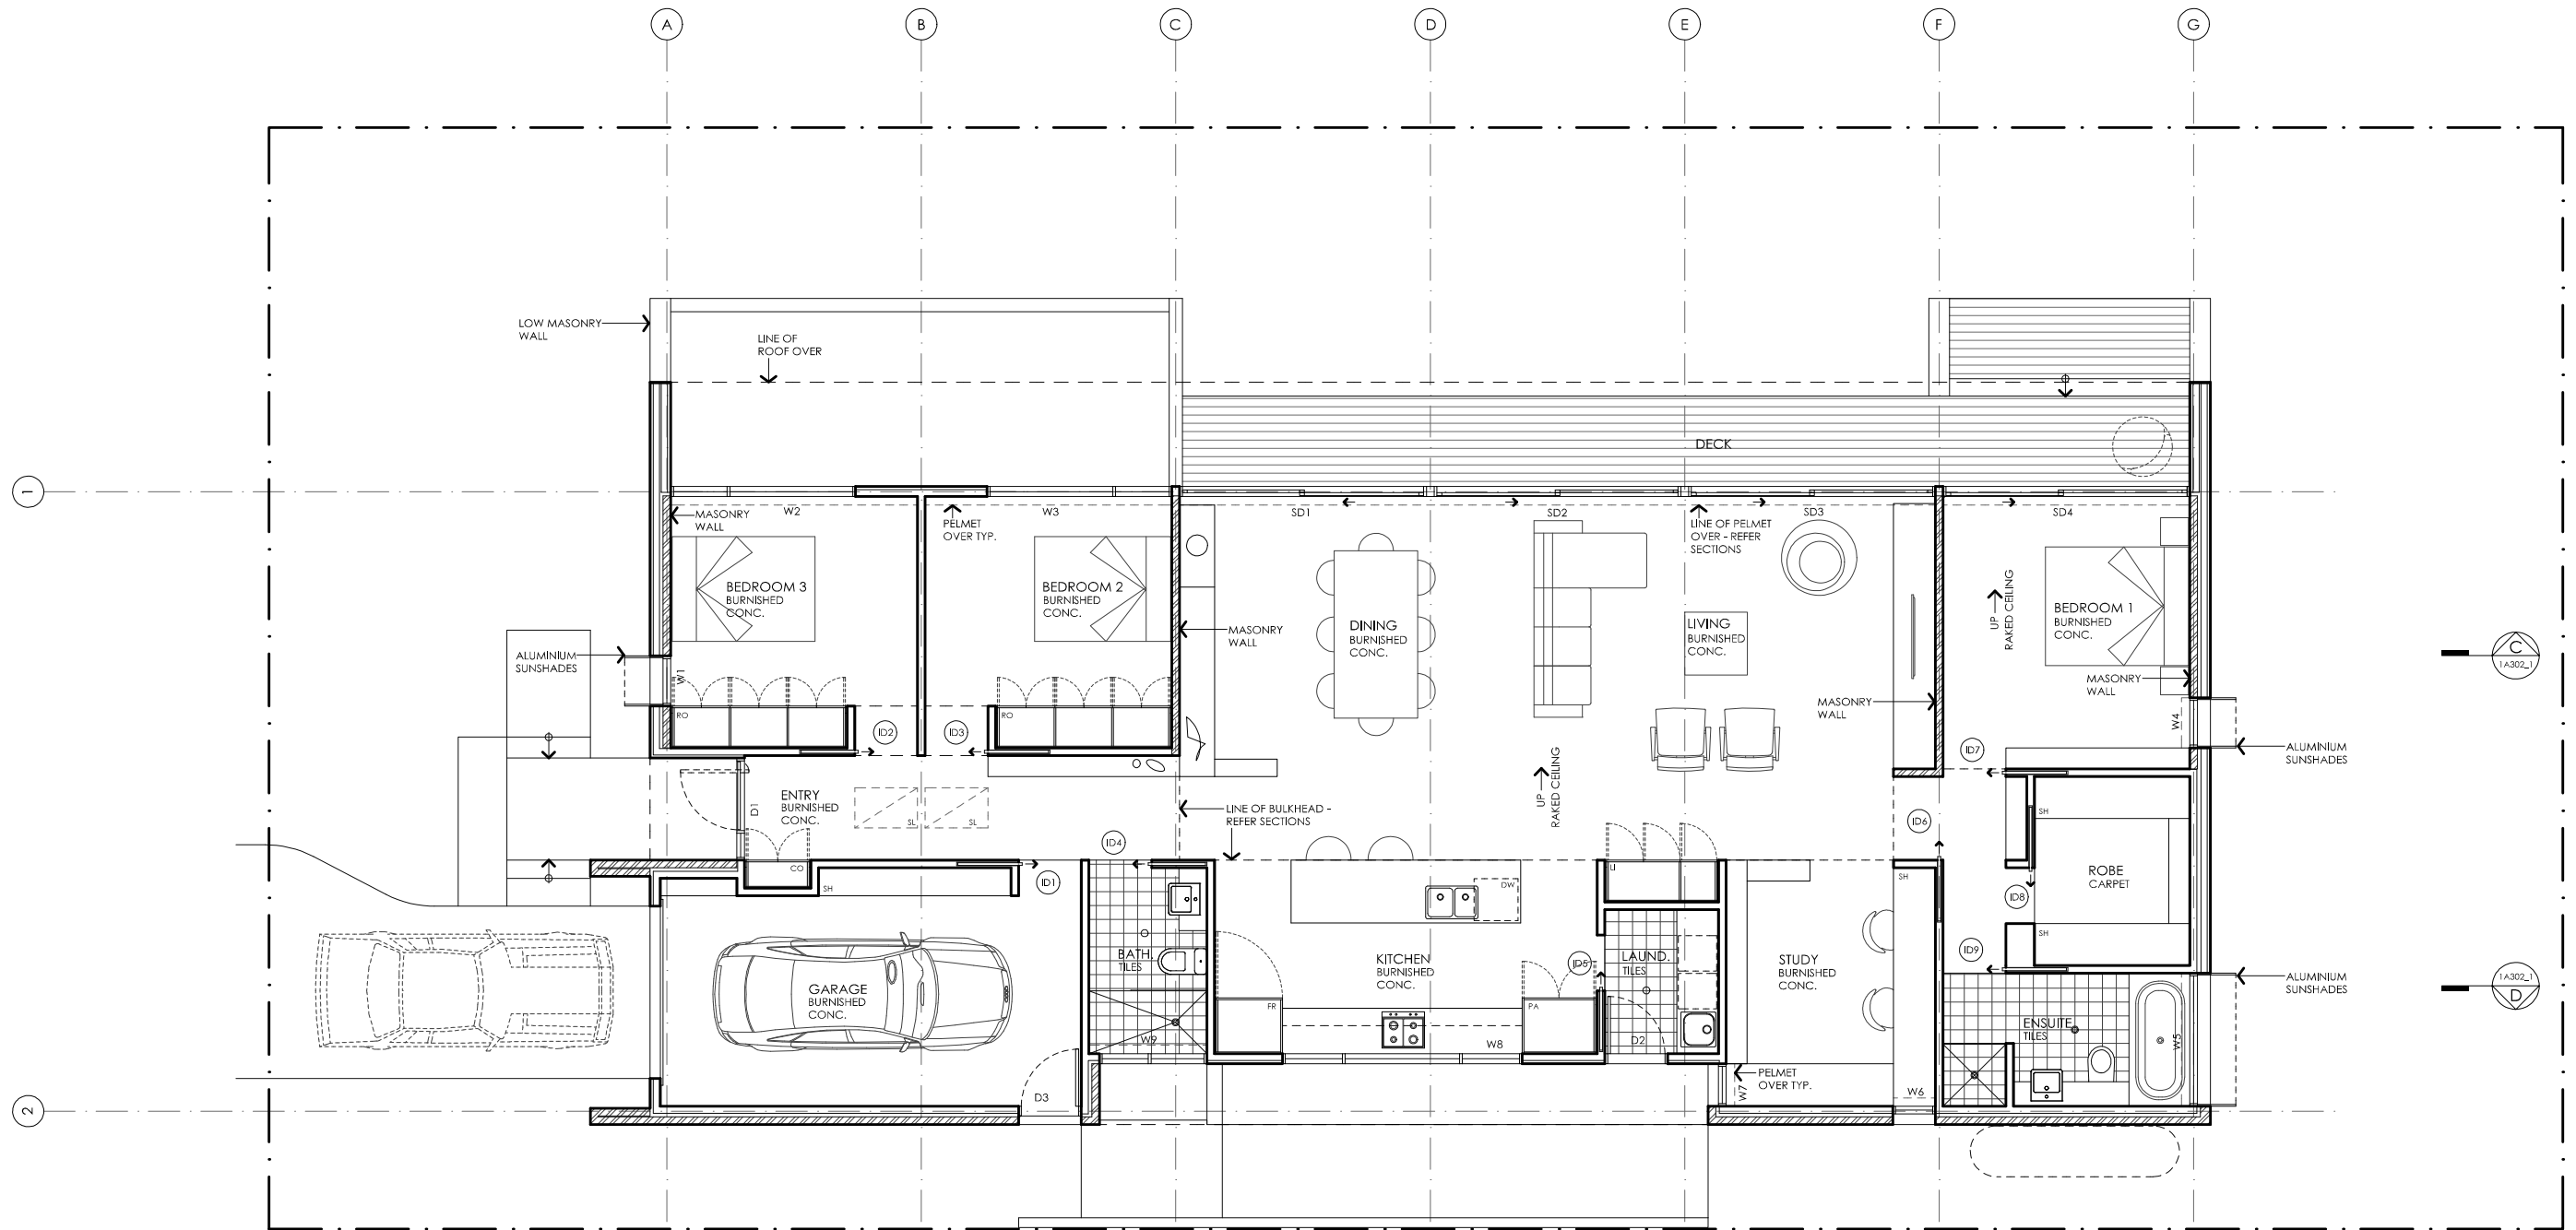 A
B
C
D
E
F
G
LOW MASONRY
WALL
LINE OF
ROOF OVER
DECK
1
MASONRY
WALL
W2
PELMET
OVER TYP.
W3
SD1
SD2
LINE OF PELMET
OVER - REFER
SECTIONS
SD3
SD4
BEDROOM 3
BURNISHED
CONC.
BEDROOM 2
BURNISHED
CONC.
MASONRY
WALL
DINING
BURNISHED
CONC.
LIVING
BURNISHED
CONC.
UP
RAKED CEILING
BEDROOM 1
BURNISHED
CONC.
ALUMINIUM
SUNSHADES
W1
RO
ID2
ID3
RO
MASONRY
WALL
MASONRY
WALL
W4
C
1A302_1
ALUMINIUM
SUNSHADES
ID7
ENTRY
BURNISHED
CONC.
D1
SL
SL
LINE OF BULKHEAD -
REFER SECTIONS
UP
RAKED CEILING
ID4
ID6
SH
CO
SH
ID1
DW
LI
SH
ROBE
CARPET
ID8
SH
ID9
BATH.
TILES
KITCHEN
BURNISHED
CONC.
ID5
LAUND.
TILES
STUDY
BURNISHED
CONC.
GARAGE
BURNISHED
CONC.
FR
PA
ALUMINIUM
SUNSHADES
1A302_1
D
ENSUITE
TILES
W5
W9
W8
D2
PELMET
OVER TYP.
W7
W6
D3
2